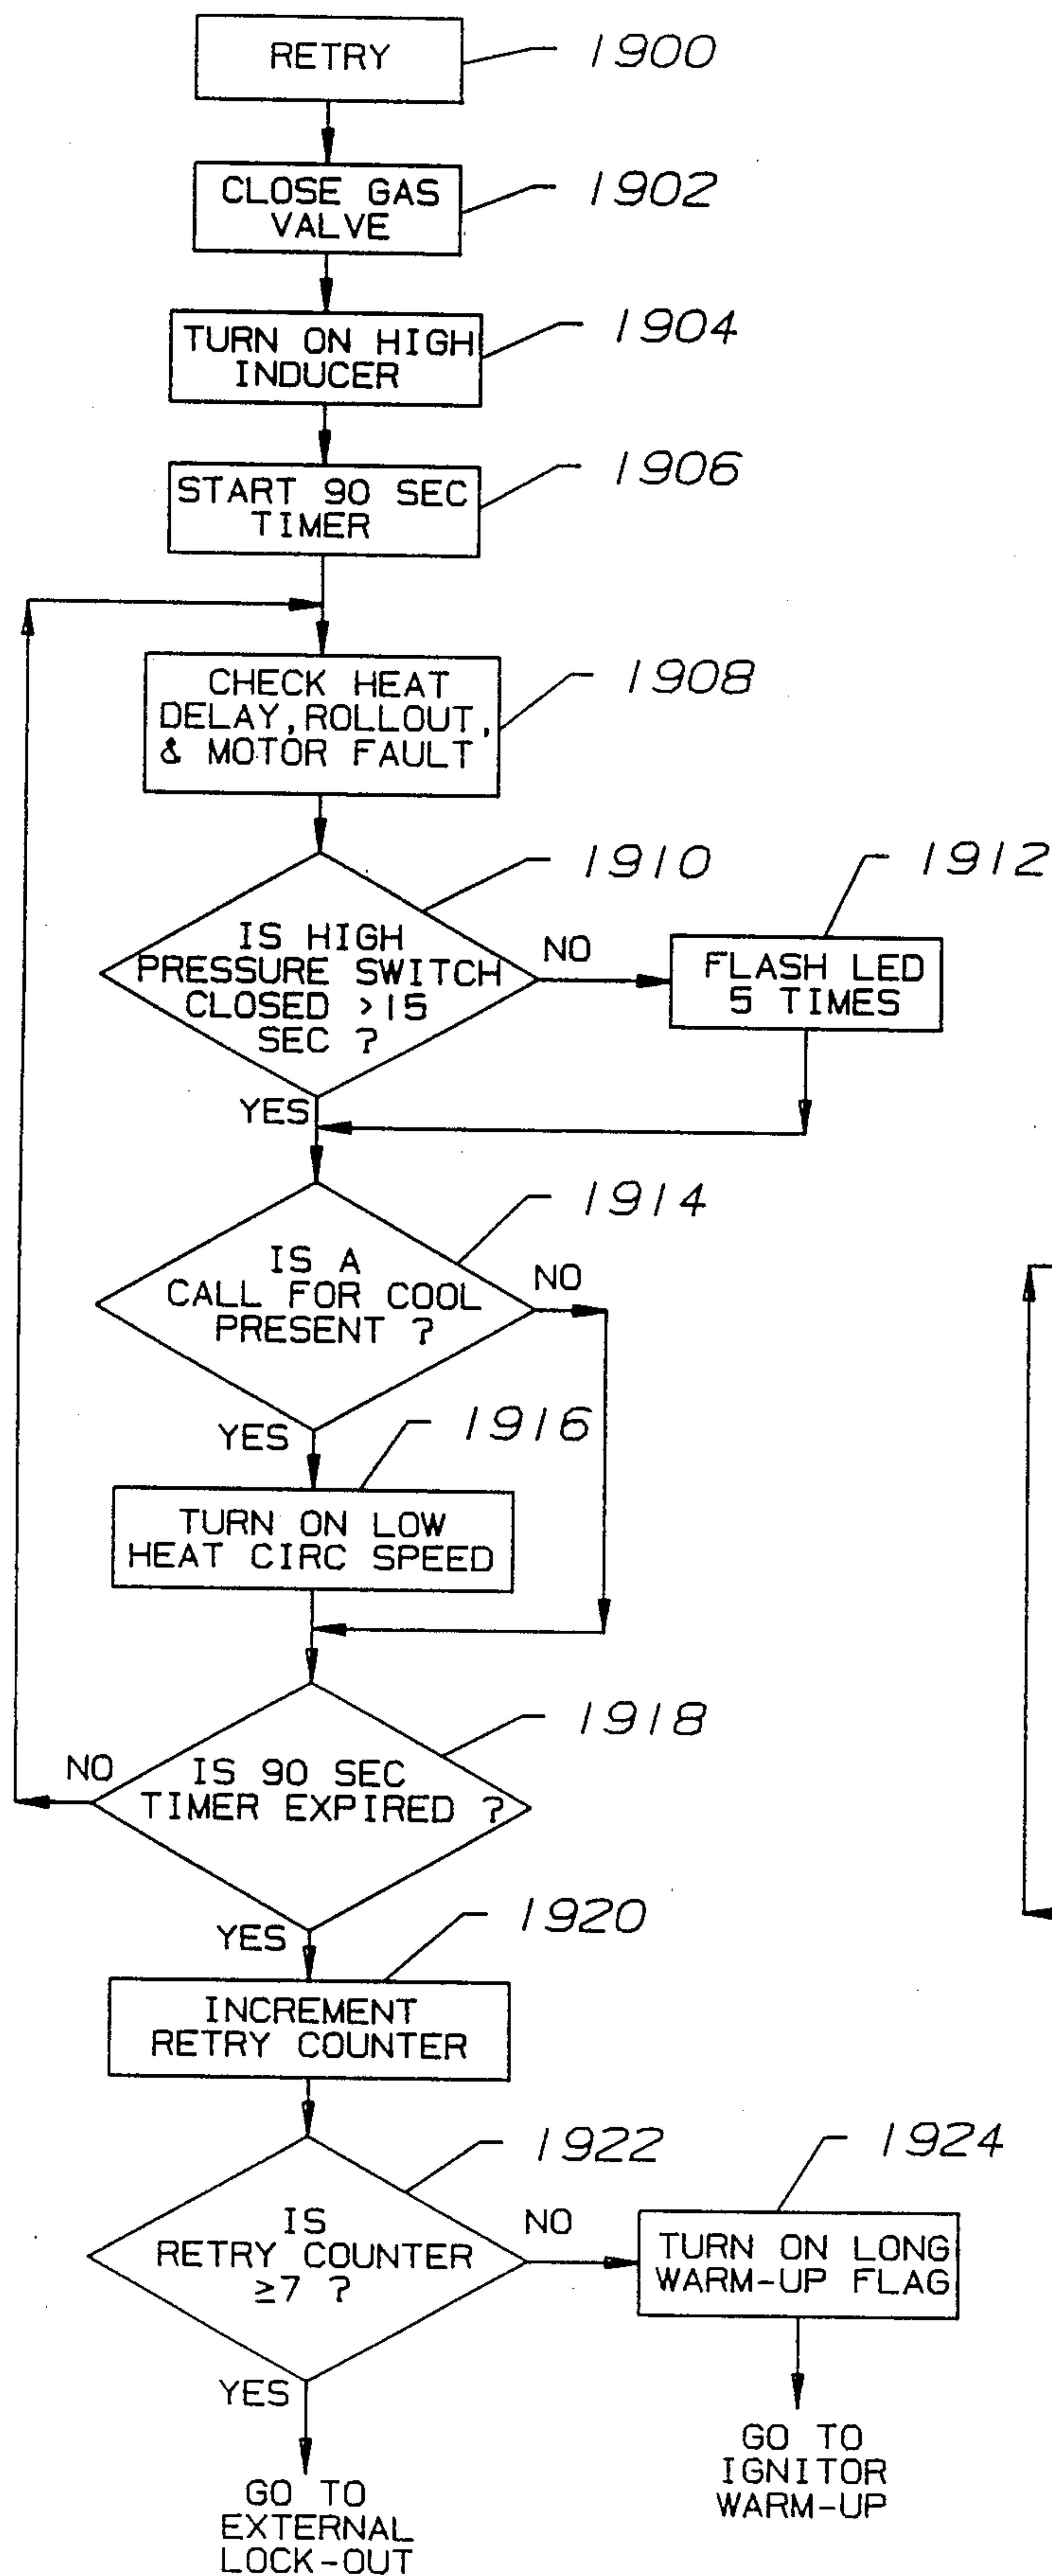 RETRY
1900
CLOSE GAS
VALVE
1902
TURN ON HIGH
INDUCER
1904
START 90 SEC
TIMER
1906
CHECK HEAT
DELAY, ROLLOUT,
& MOTOR FAULT
1908
IS HIGH
PRESSURE SWITCH
CLOSED >15
SEC ?
1910
NO
FLASH LED
5 TIMES
1912
YES
IS A
CALL FOR COOL
PRESENT ?
1914
NO
YES
TURN ON LOW
HEAT CIRC SPEED
1916
IS 90 SEC
TIMER EXPIRED ?
1918
NO
YES
INCREMENT
RETRY COUNTER
1920
IS
RETRY COUNTER
≥7 ?
1922
NO
TURN ON LONG
WARM-UP FLAG
1924
YES
GO TO
IGNITOR
WARM-UP
GO TO
EXTERNAL
LOCK-OUT